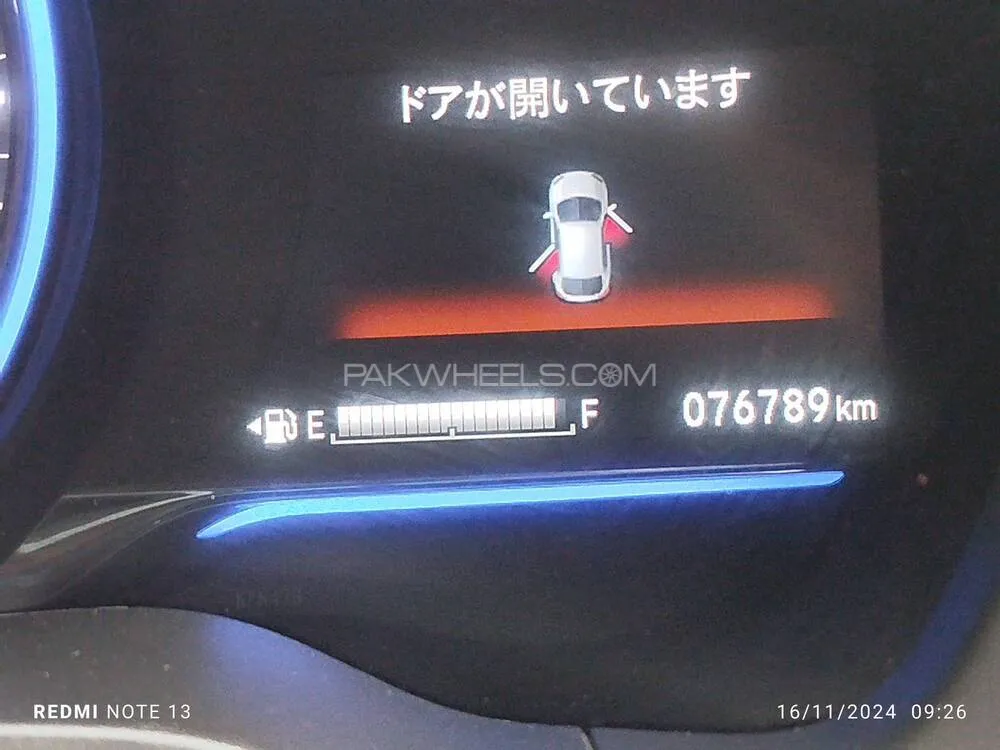 ドアが開いています
PAKWHEELS.COM
E F 076789km
REDMI NOTE 13
16/11/2024 09:26